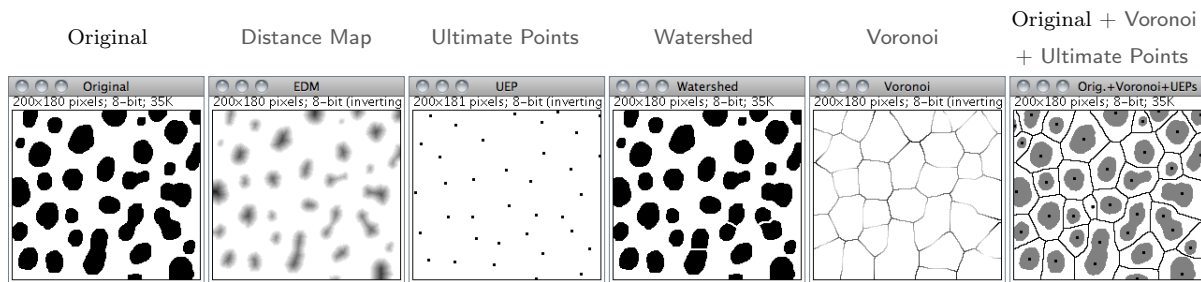 Original
Distance Map
Ultimate Points
Watershed
Voronoi
Original + Voronoi
+ Ultimate Points
Original
200x180 pixels; 8-bit; 35K
EDM
200x180 pixels; 8-bit (inverting
UEP
200x181 pixels; 8-bit (inverting
Watershed
200x180 pixels; 8-bit; 35K
Voronoi
200x180 pixels; 8-bit (inverting
Orig.+Voronoi+UEPs
200x180 pixels; 8-bit; 35K